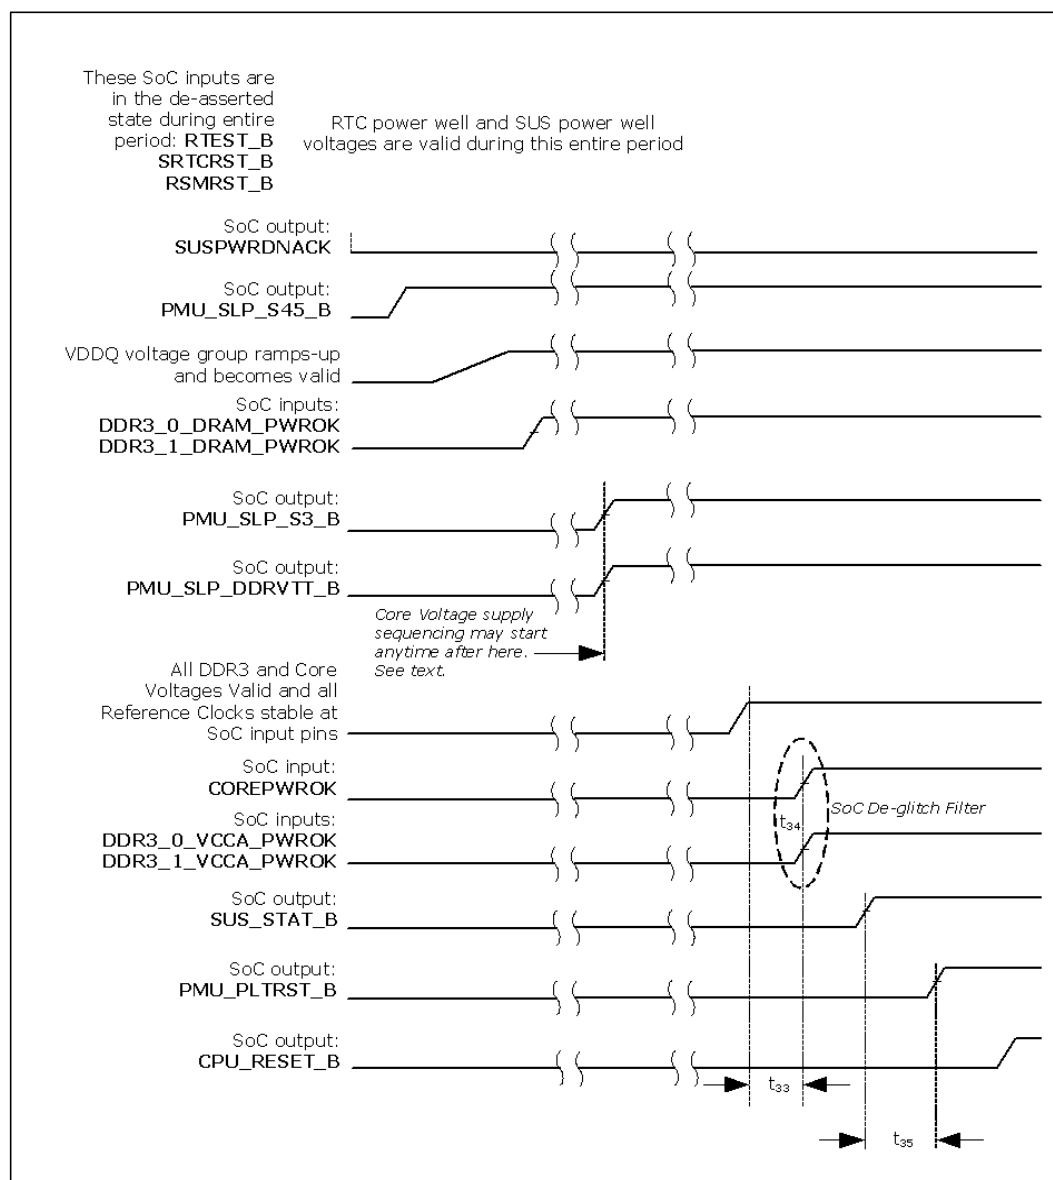 These SoC inputs are
in the de-asserted
state during entire
period: RTEST_B
SRTCRST_B
RSMRST_B
RTC power well and SUS power well
voltages are valid during this entire period
SoC output:
SUSPWRDNACK
SoC output:
PMU_SLP_S45_B
VDDQ voltage group ramps-up
and becomes valid
SoC inputs:
DDR3_0_DRAM_PWROK
DDR3_1_DRAM_PWROK
SoC output:
PMU_SLP_S3_B
SoC output:
PMU_SLP_DDRVTT_B
Core Voltage supply
sequencing may start
anytime after here.
See text.
All DDR3 and Core
Voltages Valid and all
Reference Clocks stable at
SoC input pins
SoC input:
COREPWROK
SoC De-glitch Filter
t34
SoC inputs:
DDR3_0_VCCA_PWROK
DDR3_1_VCCA_PWROK
SoC output:
SUS_STAT_B
SoC output:
PMU_PLTRST_B
SoC output:
CPU_RESET_B
t33
t35